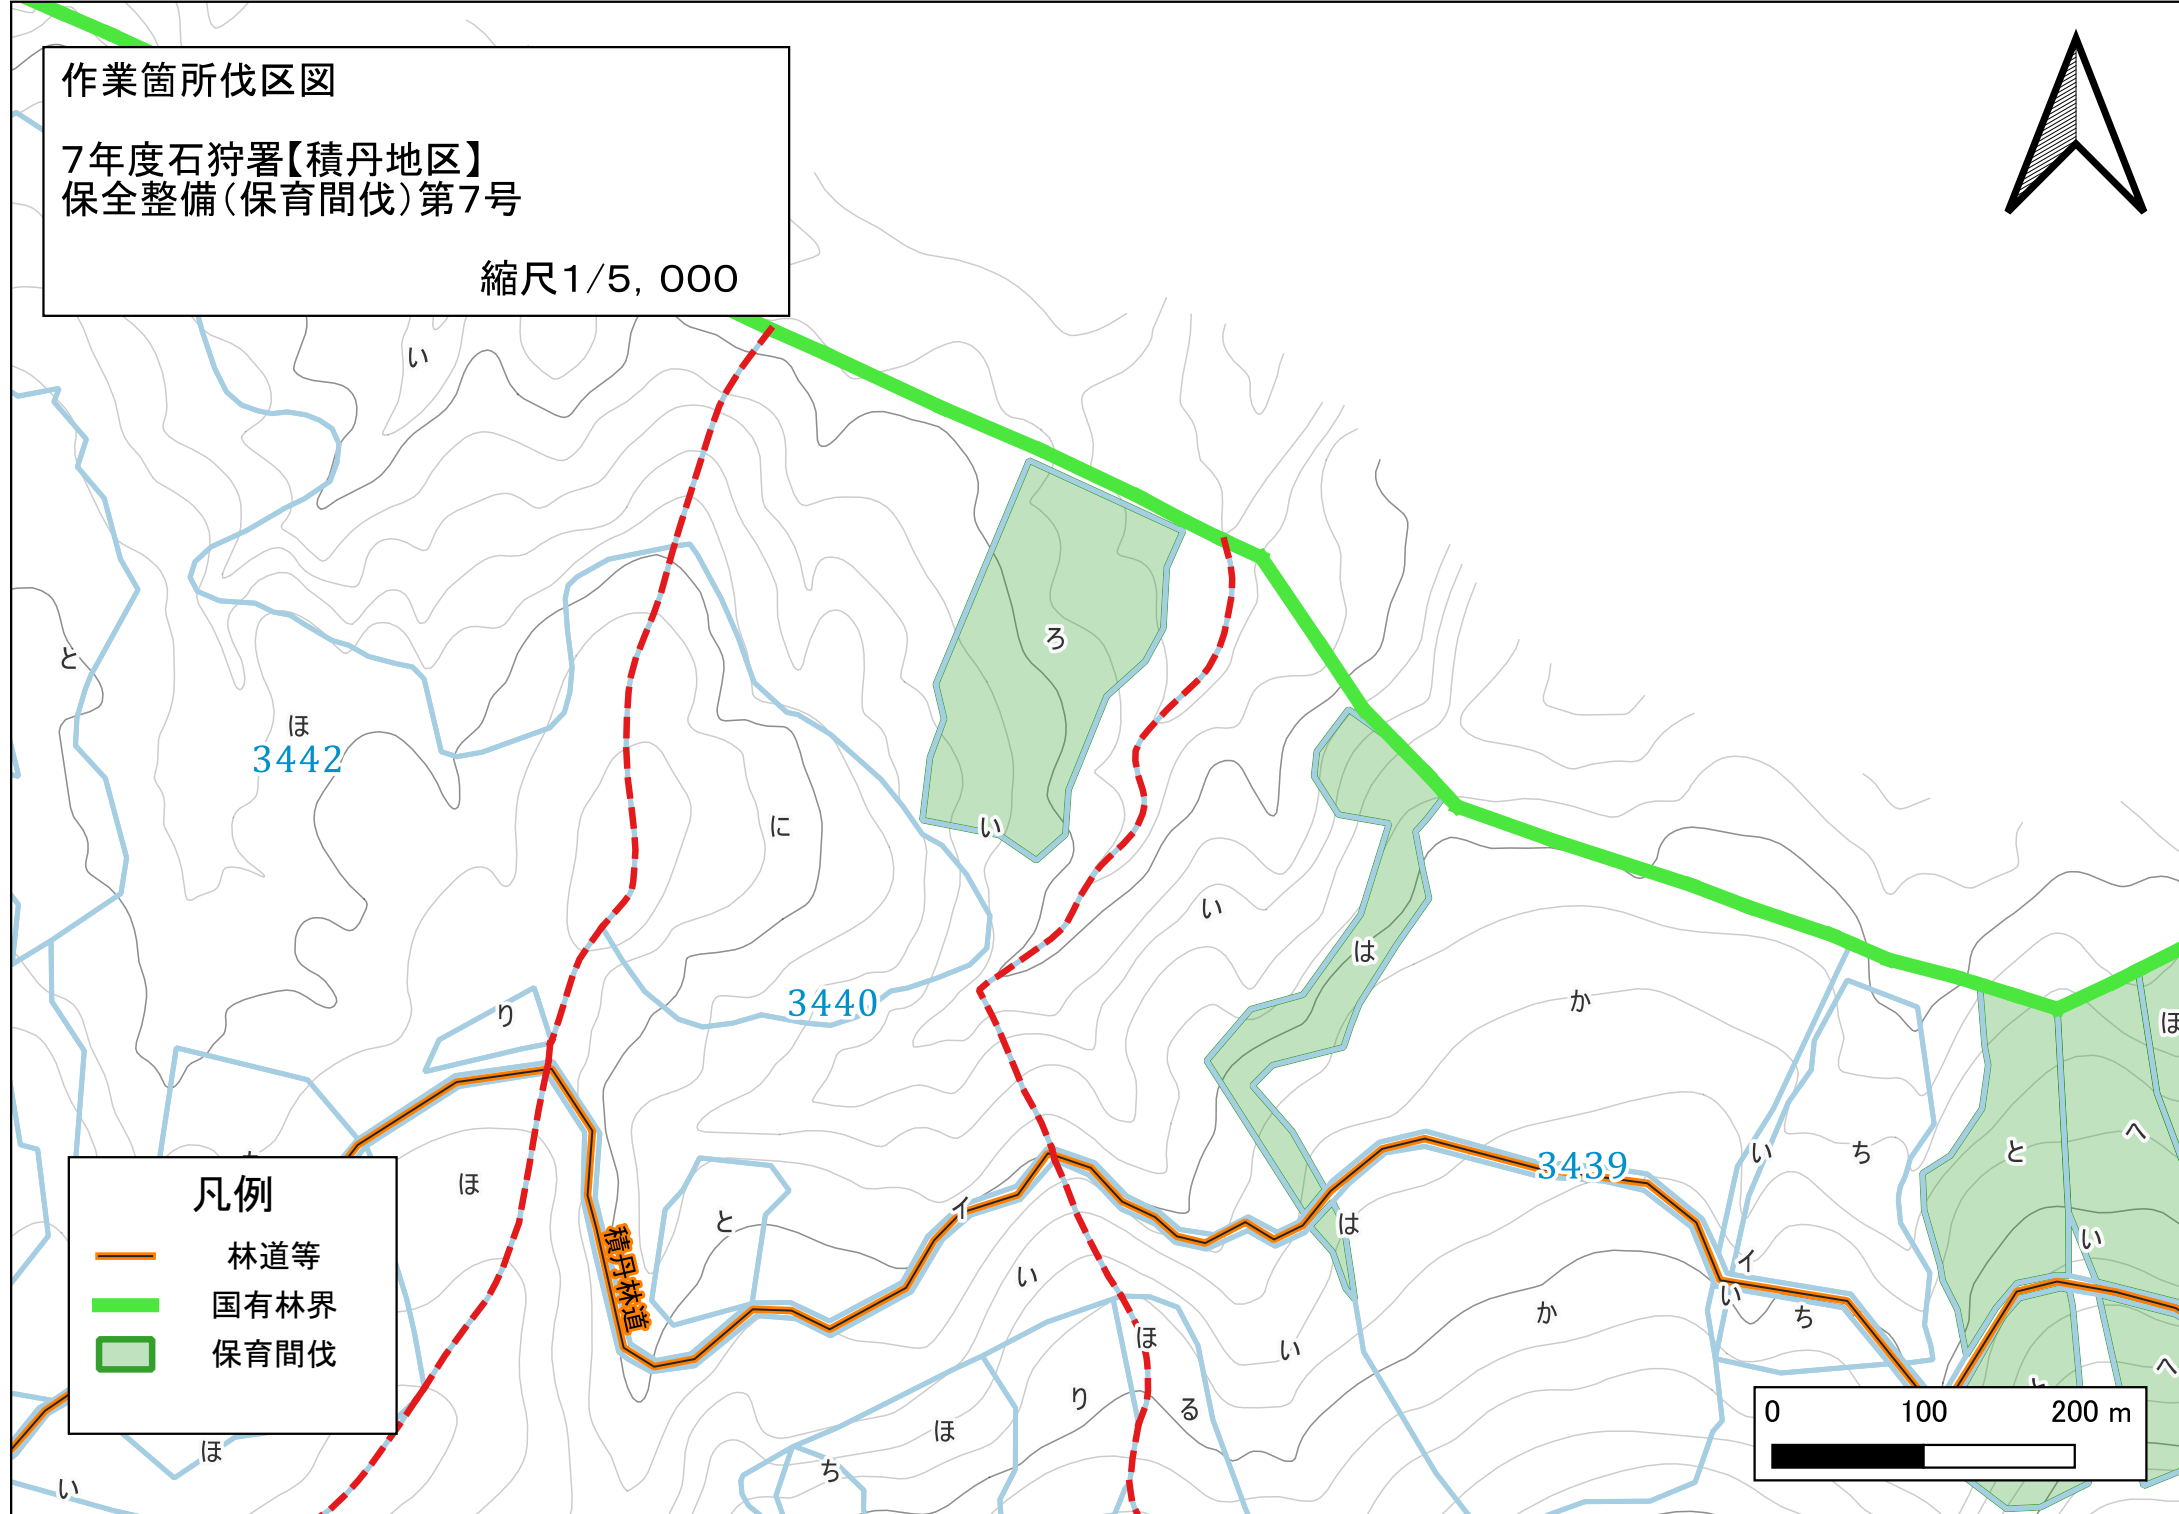 作業箇所伐区図
7年度石狩署【積丹地区】
保全整備(保育間伐)第7号
縮尺1/5,000
い
と
ろ
ほ
3442
に
い
い
は
か
3440
り
ほ
3439
い
ち
と
へ
ほ
と
イ
は
い
イ
積丹林道
い
い
か
ち
ほ
い
へ
り
る
ほ
ほ
ち
い
凡例
林道等
国有林界
保育間伐
0 100 200 m